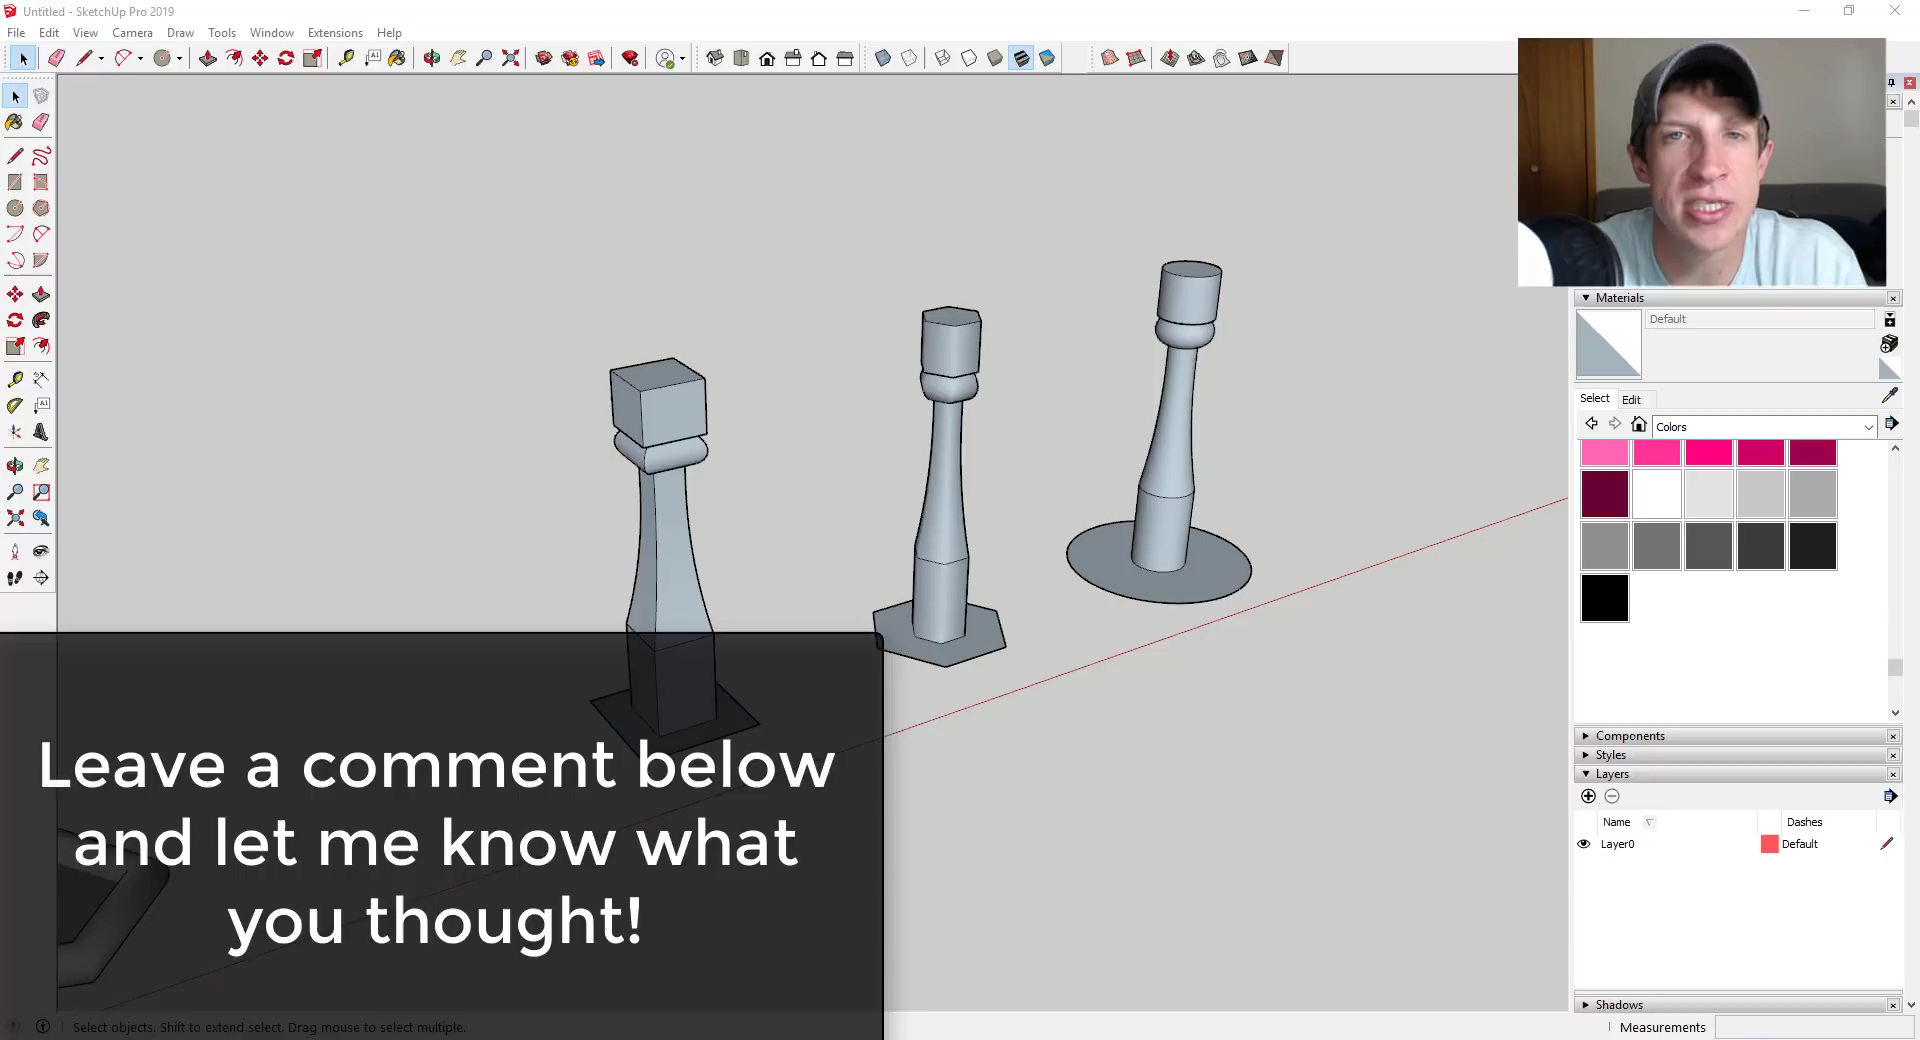 Untitled - SketchUp Pro 2019
File Edit View Camera Draw Tools Window Extensions Help
Materials
Default
Select Edit
Colors
Components
Styles
Layers
Name Dashes
Layer0 Default
Leave a comment below
and let me know what
you thought!
Shadows
Select objects. Shift to extend select. Drag mouse to select multiple.
Measurements